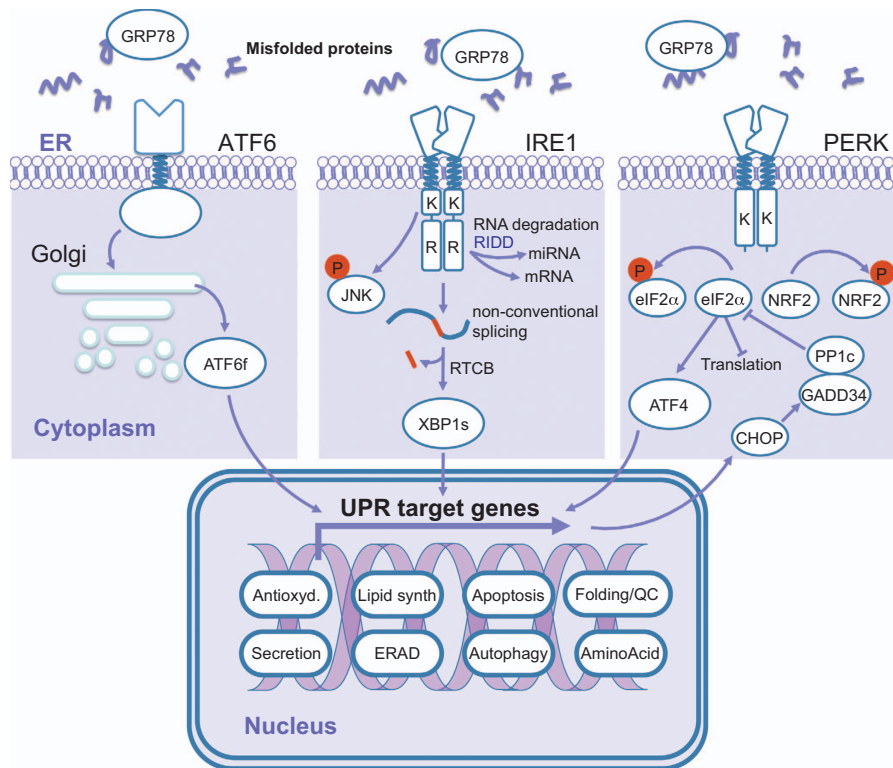 GRP78
Misfolded proteins
GRP78
GRP78
ER
ATF6
IRE1
PERK
K K
K K
Golgi
R R
RNA degradation
RIDD
miRNA
mRNA
P
JNK
P
eIF2α
eIF2α
NRF2
P
NRF2
non-conventional
splicing
ATF6f
RTCB
Translation
PP1c
GADD34
ATF4
Cytoplasm
XBP1s
CHOP
UPR target genes
Antioxyd.
Lipid synth
Apoptosis
Folding/QC
Secretion
ERAD
Autophagy
AminoAcid
Nucleus